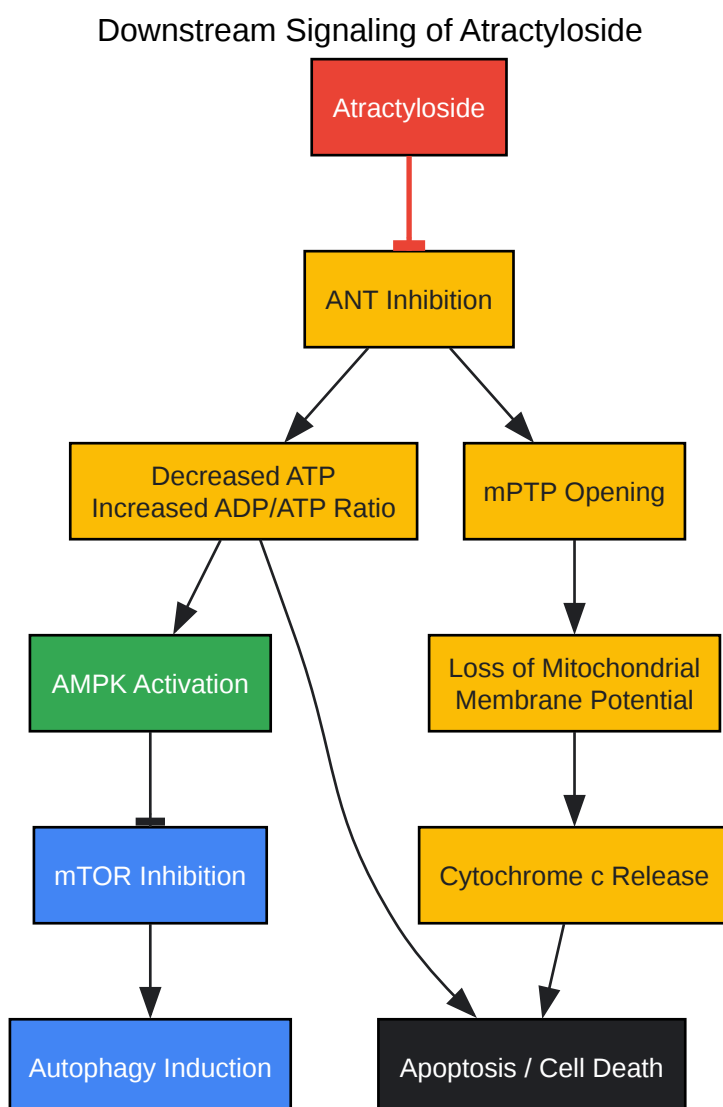 Downstream Signaling of Atractyloside
Atractyloside
ANT Inhibition
Decreased ATP
Increased ADP/ATP Ratio
mPTP Opening
AMPK Activation
Loss of Mitochondrial
Membrane Potential
mTOR Inhibition
Cytochrome c Release
Autophagy Induction
Apoptosis / Cell Death